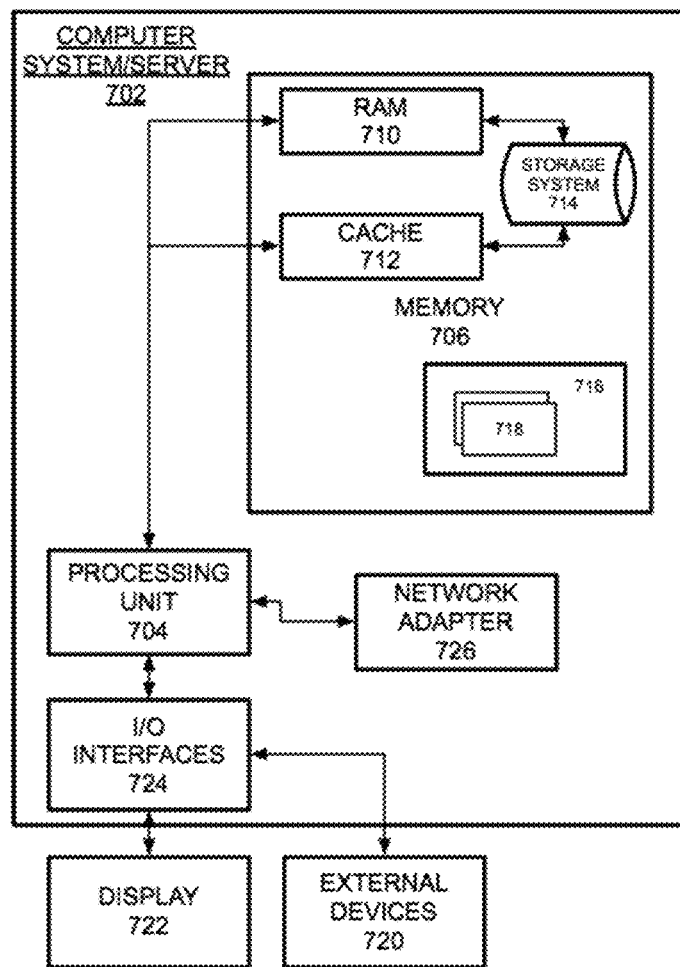 COMPUTER
SYSTEM/SERVER
702
RAM
710
STORAGE
SYSTEM
714
CACHE
712
MEMORY
706
718
718
PROCESSING
UNIT
704
NETWORK
ADAPTER
726
I/O
INTERFACES
724
DISPLAY
722
EXTERNAL
DEVICES
720